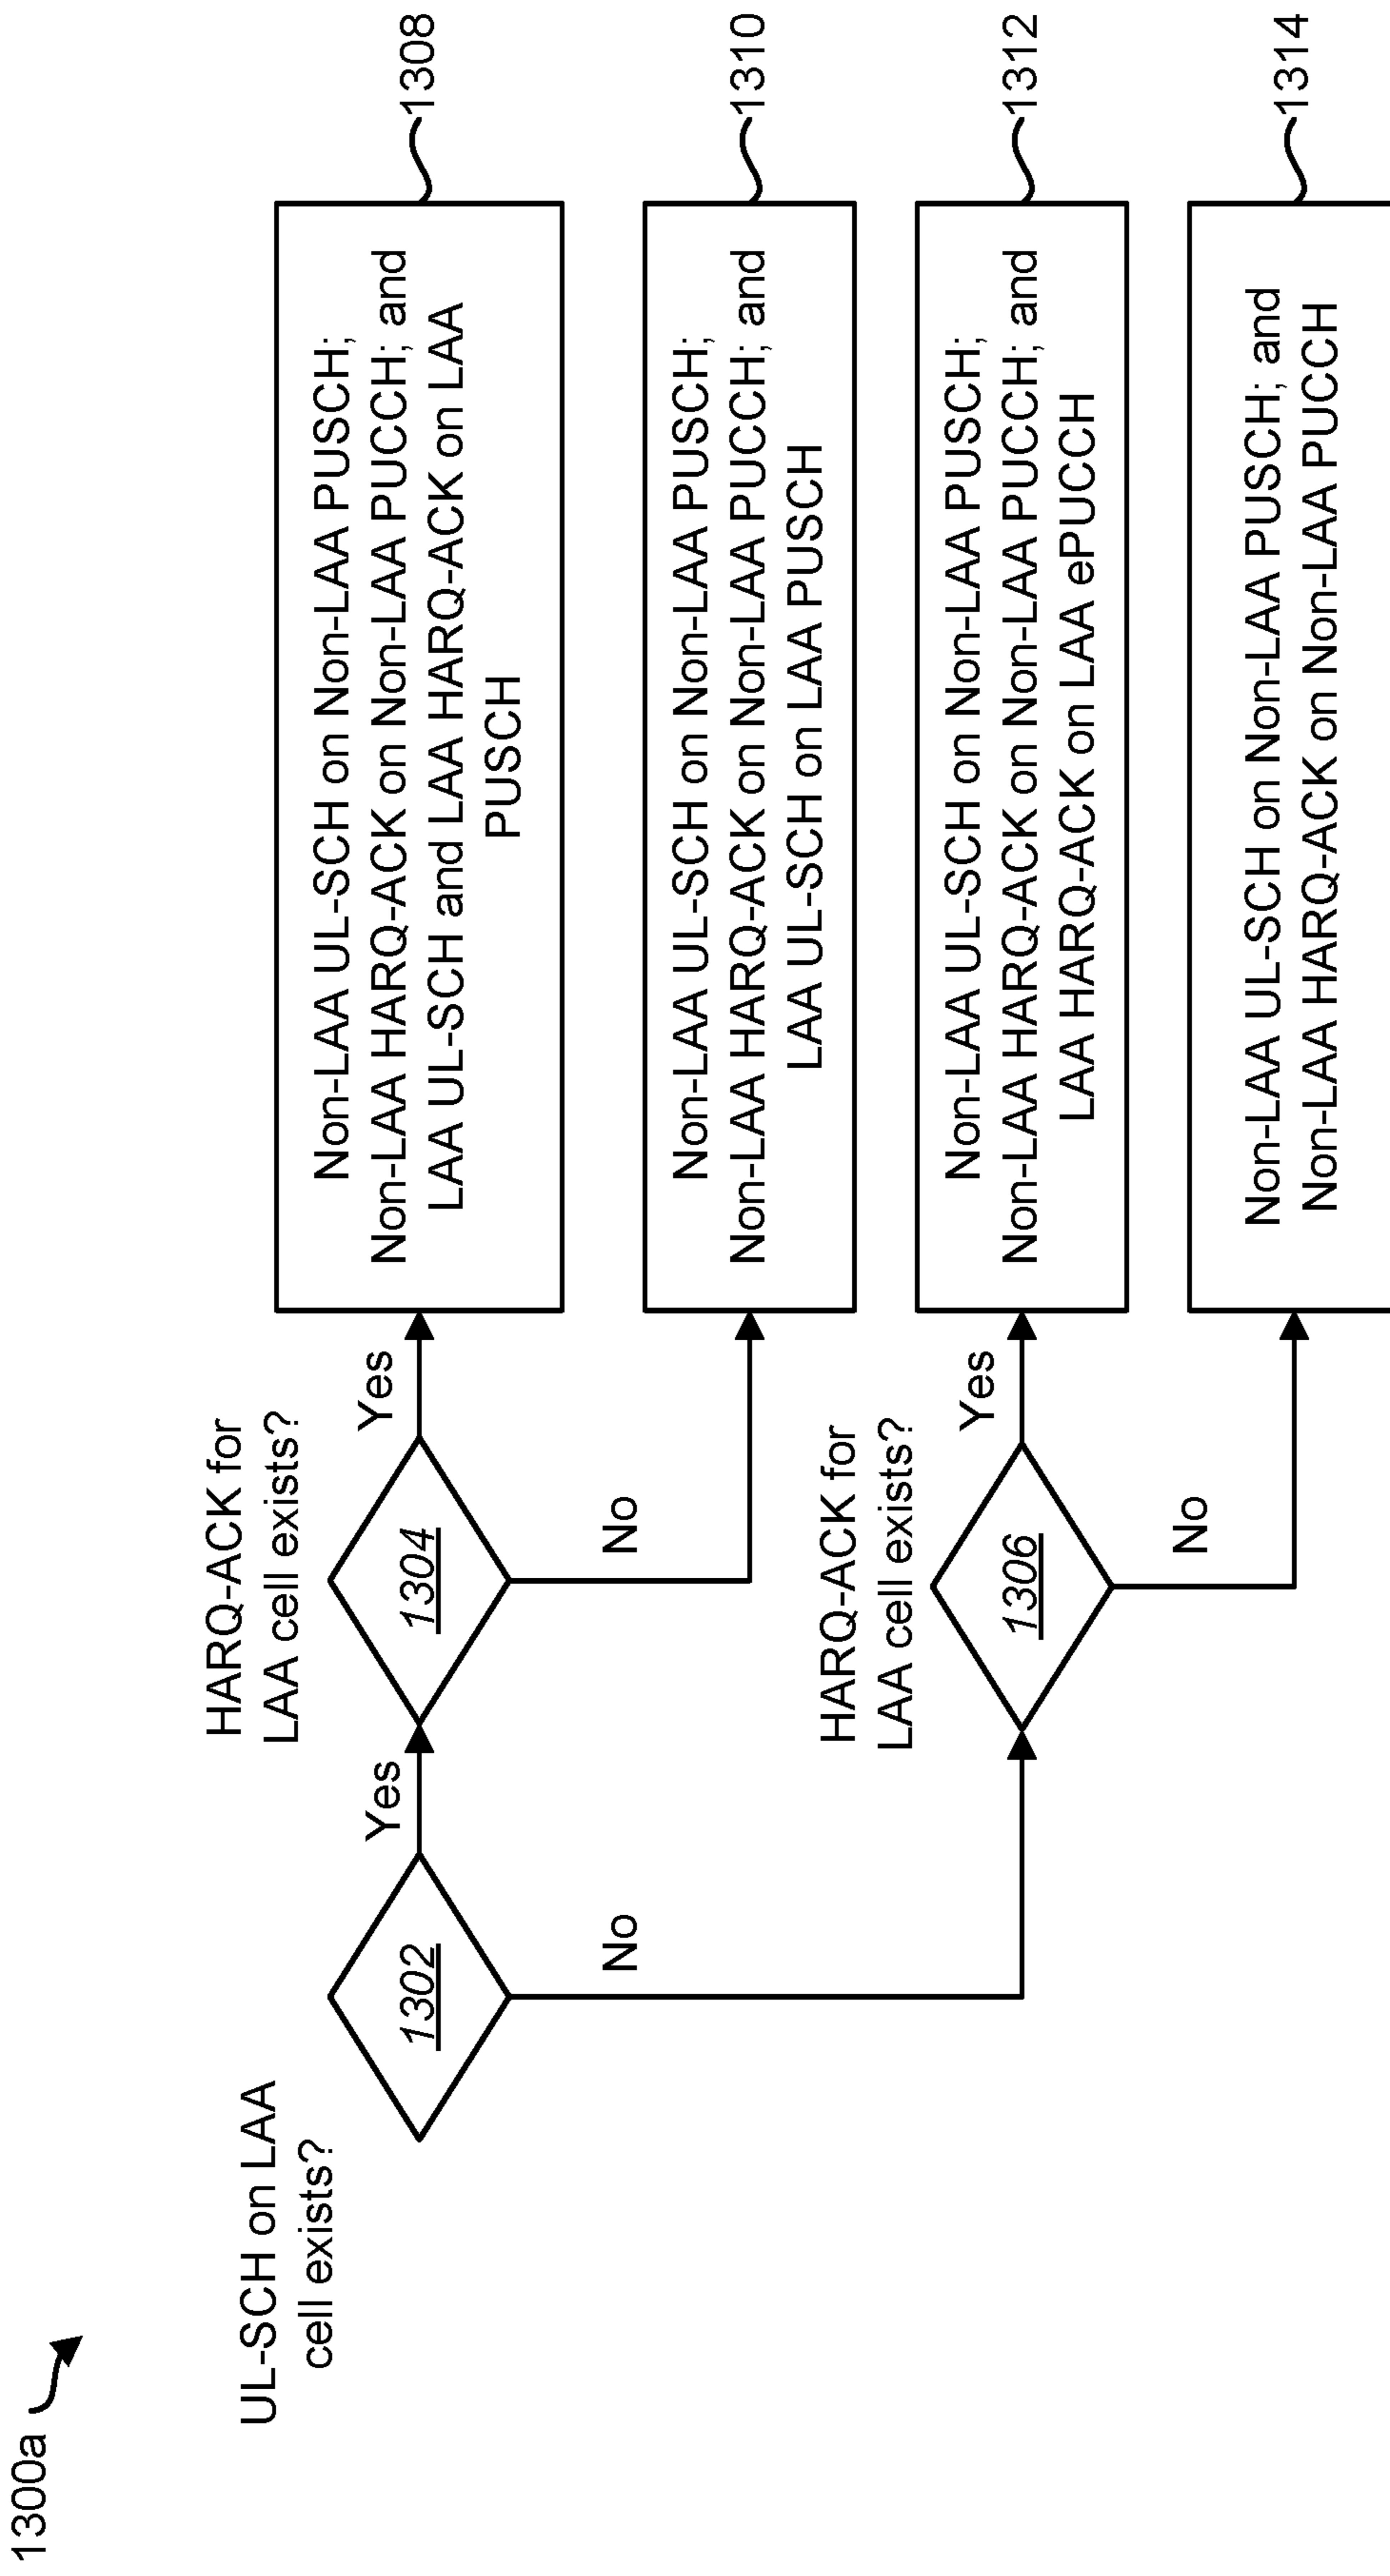 1300a
UL-SCH on LAA
cell exists?
1302
Yes
No
HARQ-ACK for
LAA cell exists?
1304
Yes
No
Non-LAA UL-SCH on Non-LAA PUSCH;
Non-LAA HARQ-ACK on Non-LAA PUCCH; and
LAA UL-SCH and LAA HARQ-ACK on LAA
PUSCH
1308
Non-LAA UL-SCH on Non-LAA PUSCH;
Non-LAA HARQ-ACK on Non-LAA PUCCH; and
LAA UL-SCH on LAA PUSCH
1310
HARQ-ACK for
LAA cell exists?
1306
Yes
No
Non-LAA UL-SCH on Non-LAA PUSCH;
Non-LAA HARQ-ACK on Non-LAA PUCCH; and
LAA HARQ-ACK on LAA ePUCCH
1312
Non-LAA UL-SCH on Non-LAA PUSCH; and
Non-LAA HARQ-ACK on Non-LAA PUCCH
1314